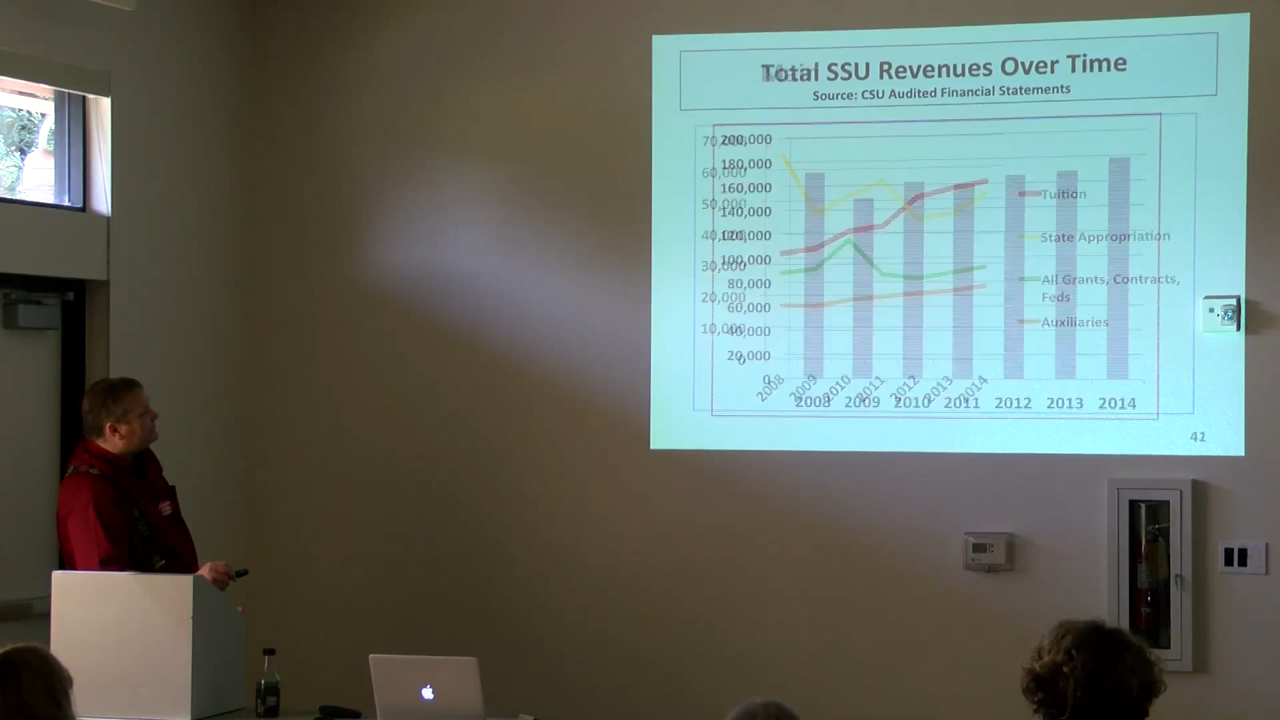 Total SSU Revenues Over Time
Source: CSU Audited Financial Statements
200,000
180,000
160,000
140,000
120,000
100,000
80,000
60,000
40,000
20,000
0
70,000
60,000
50,000
40,000
30,000
20,000
10,000
0
Tuition
State Appropriation
All Grants, Contracts,
Feds
Auxiliaries
2008 2009 2010 2011 2012 2013 2014
2008 2009 2010 2011 2012 2013 2014
41